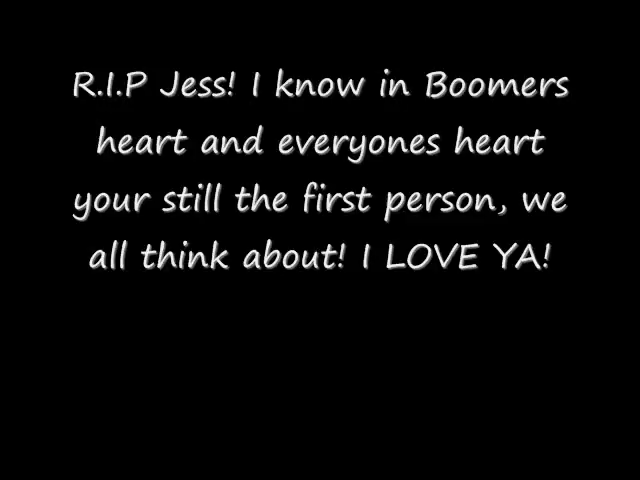 R.I.P Jess! I know in Boomers
heart and everyones heart
your still the first person, we
all think about! I LOVE YA!